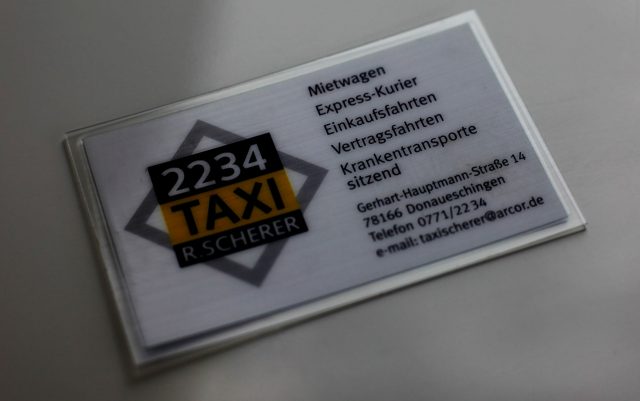 2234
TAXI
R.SCHERER
Mietwagen
Express-Kurier
Einkaufsfahrten
Vertragsfahrten
Krankentransporte
sitzend
Gerhart-Hauptmann-Straße 14
78166 Donaueschingen
Telefon 0771/2234
e-mail: taxischerer@arcor.de